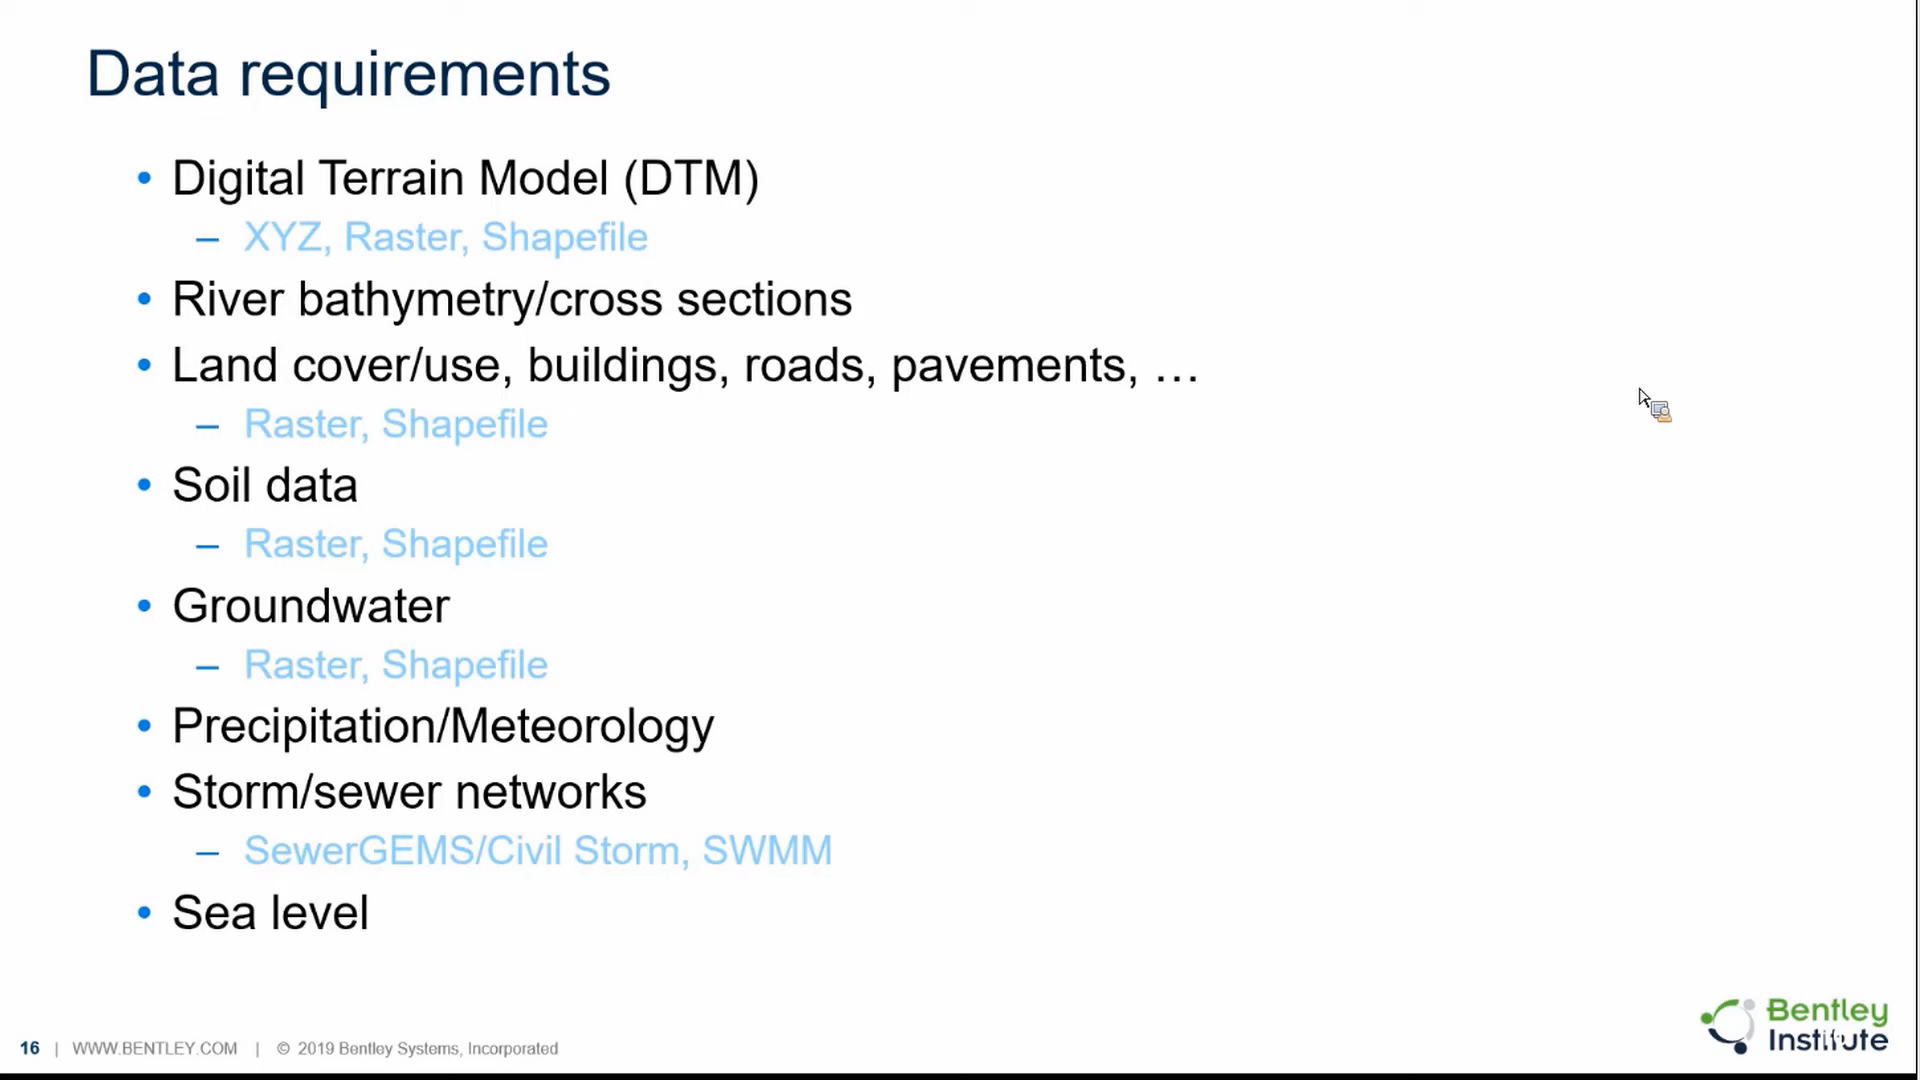 Data requirements
• Digital Terrain Model (DTM)
– XYZ, Raster, Shapefile
• River bathymetry/cross sections
• Land cover/use, buildings, roads, pavements, …
– Raster, Shapefile
• Soil data
– Raster, Shapefile
• Groundwater
– Raster, Shapefile
• Precipitation/Meteorology
• Storm/sewer networks
– SewerGEMS/Civil Storm, SWMM
• Sea level
16 | WWW.BENTLEY.COM | © 2019 Bentley Systems, Incorporated
Bentley
Institute